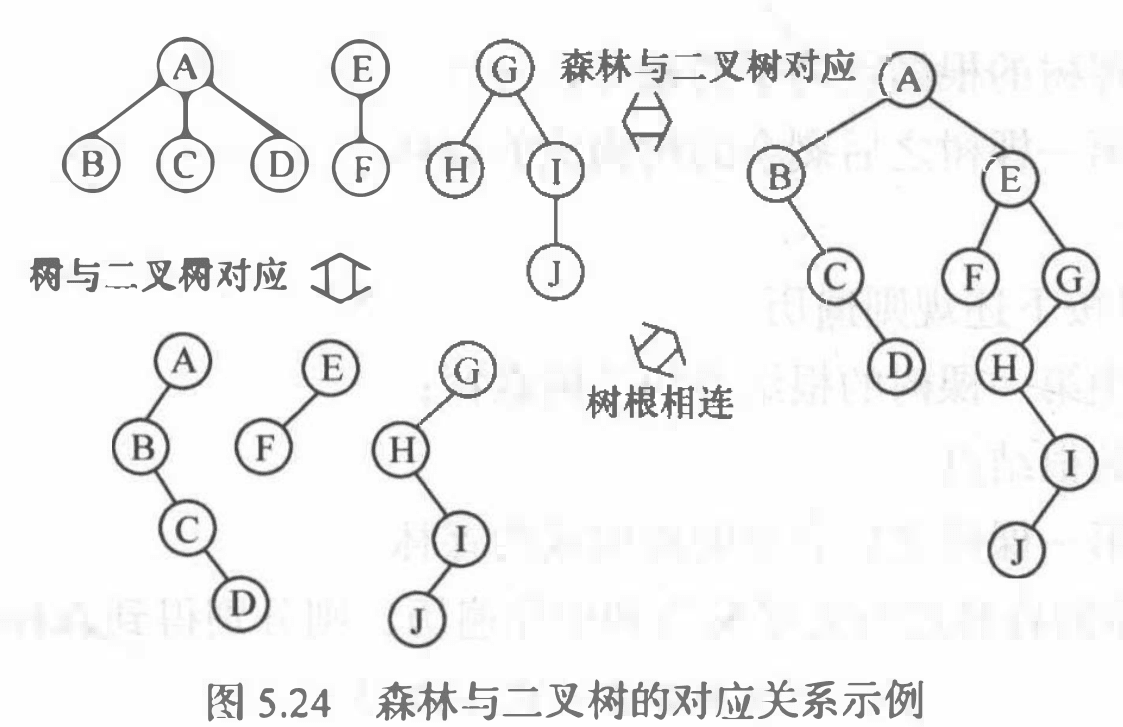 A E G 森林与二叉树对应 A
B C D F H I B E
树与二叉树对应 J C F G
A E G 树根相连 D H
B F H I
C I J
D J
图 5.24 森林与二叉树的对应关系示例